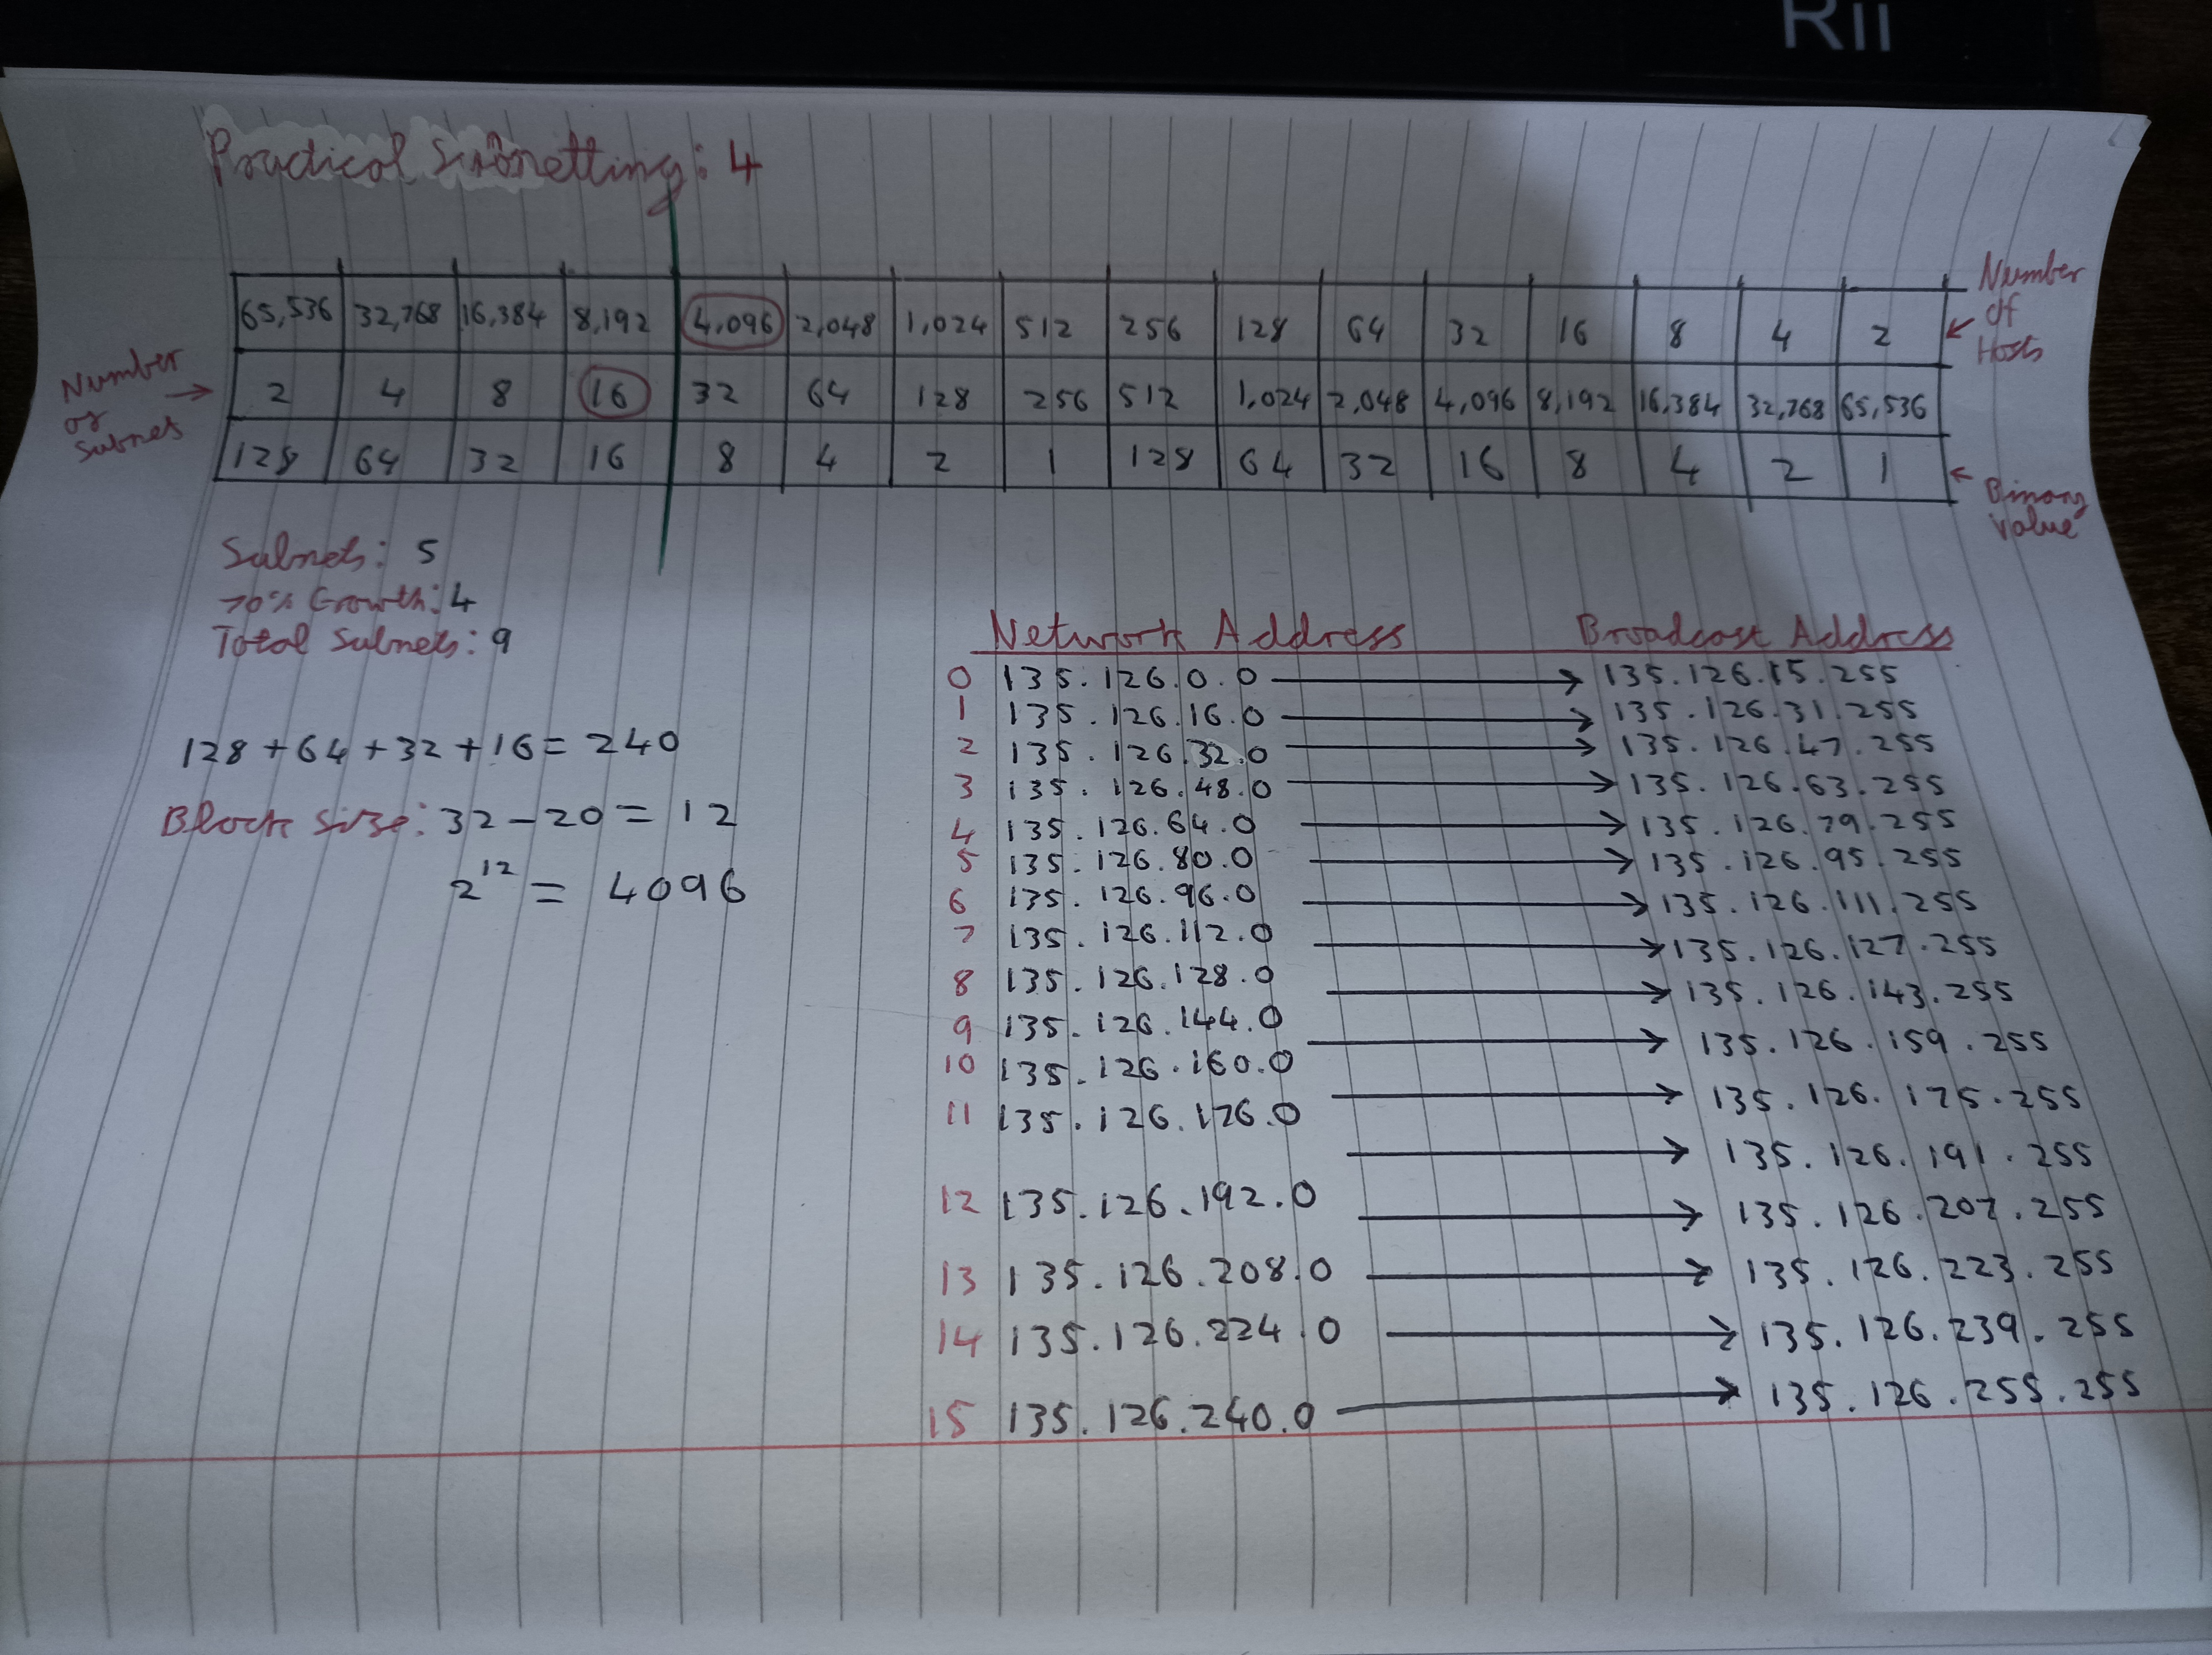 Rii
Practical Subnetting: 4
65,536 32,768 16,384 8,192 4,096 2,048 1,024 512 256 128 64 32 16 8 4 2
Number of Hosts
Number of Subnets
2 4 8 16 32 64 128 256 512 1,024 2,048 4,096 8,192 16,384 32,768 65,536
128 64 32 16 8 4 2 1 128 64 32 16 8 4 2 1
Binary value
Subnets: 5
70% Growth: 4
Total Subnets: 9
128+64+32+16=240
Block size: 32-20=12
2^12 = 4096
Network Address Broadcast Address
0 135.126.0.0 → 135.126.15.255
1 135.126.16.0 → 135.126.31.255
2 135.126.32.0 → 135.126.47.255
3 135.126.48.0 → 135.126.63.255
4 135.126.64.0 → 135.126.79.255
5 135.126.80.0 → 135.126.95.255
6 135.126.96.0 → 135.126.111.255
7 135.126.112.0 → 135.126.127.255
8 135.126.128.0 → 135.126.143.255
9 135.126.144.0 → 135.126.159.255
10 135.126.160.0 → 135.126.175.255
11 135.126.176.0 → 135.126.191.255
12 135.126.192.0 → 135.126.207.255
13 135.126.208.0 → 135.126.223.255
14 135.126.224.0 → 135.126.239.255
15 135.126.240.0 → 135.126.255.255